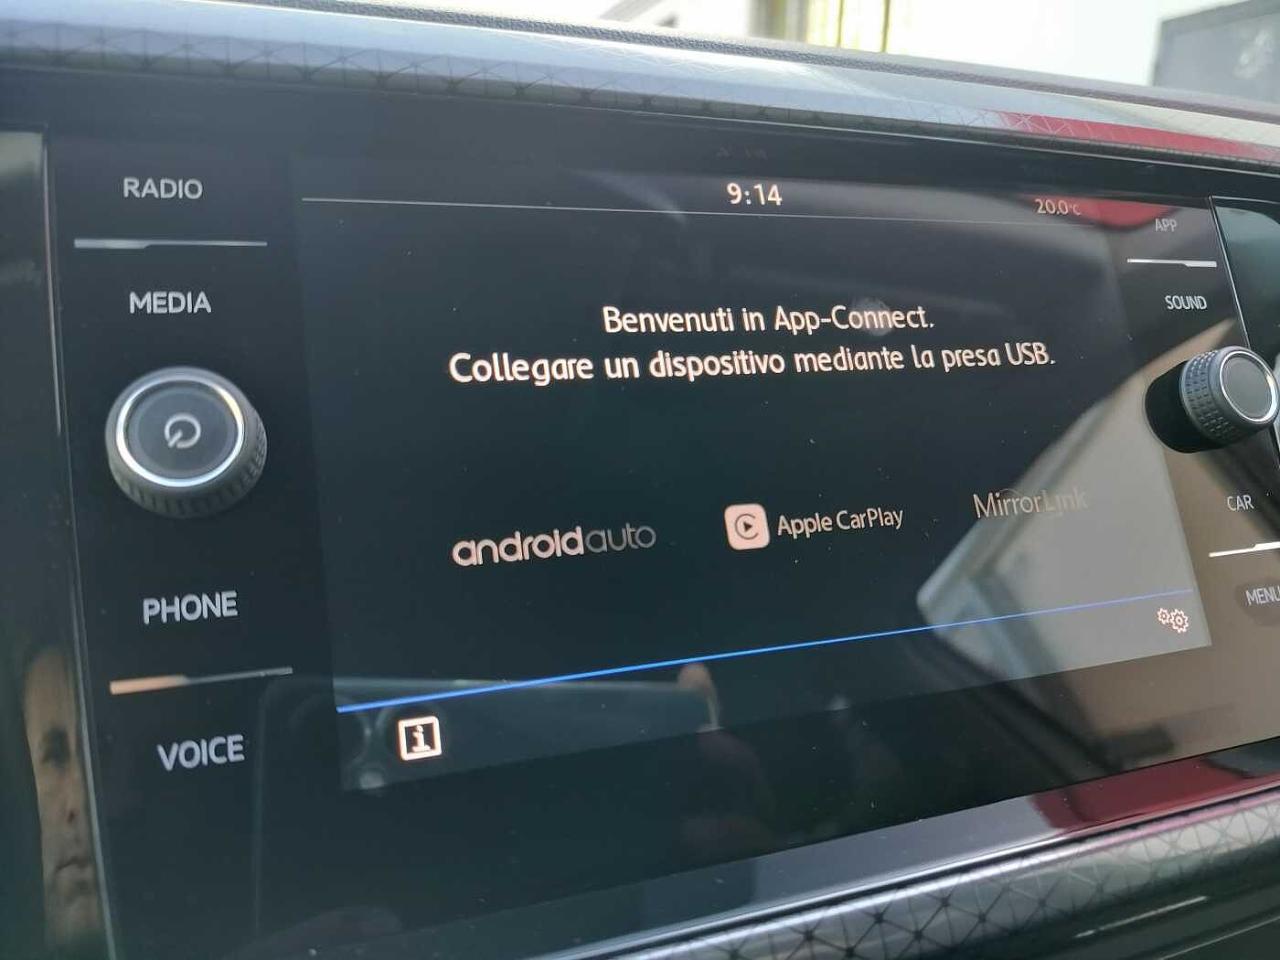 RADIO
9:14
20.0°C
APP
MEDIA
SOUND
Benvenuti in App-Connect.
Collegare un dispositivo mediante la presa USB.
androidauto
Apple CarPlay
MirrorLink
CAR
PHONE
MENU
VOICE